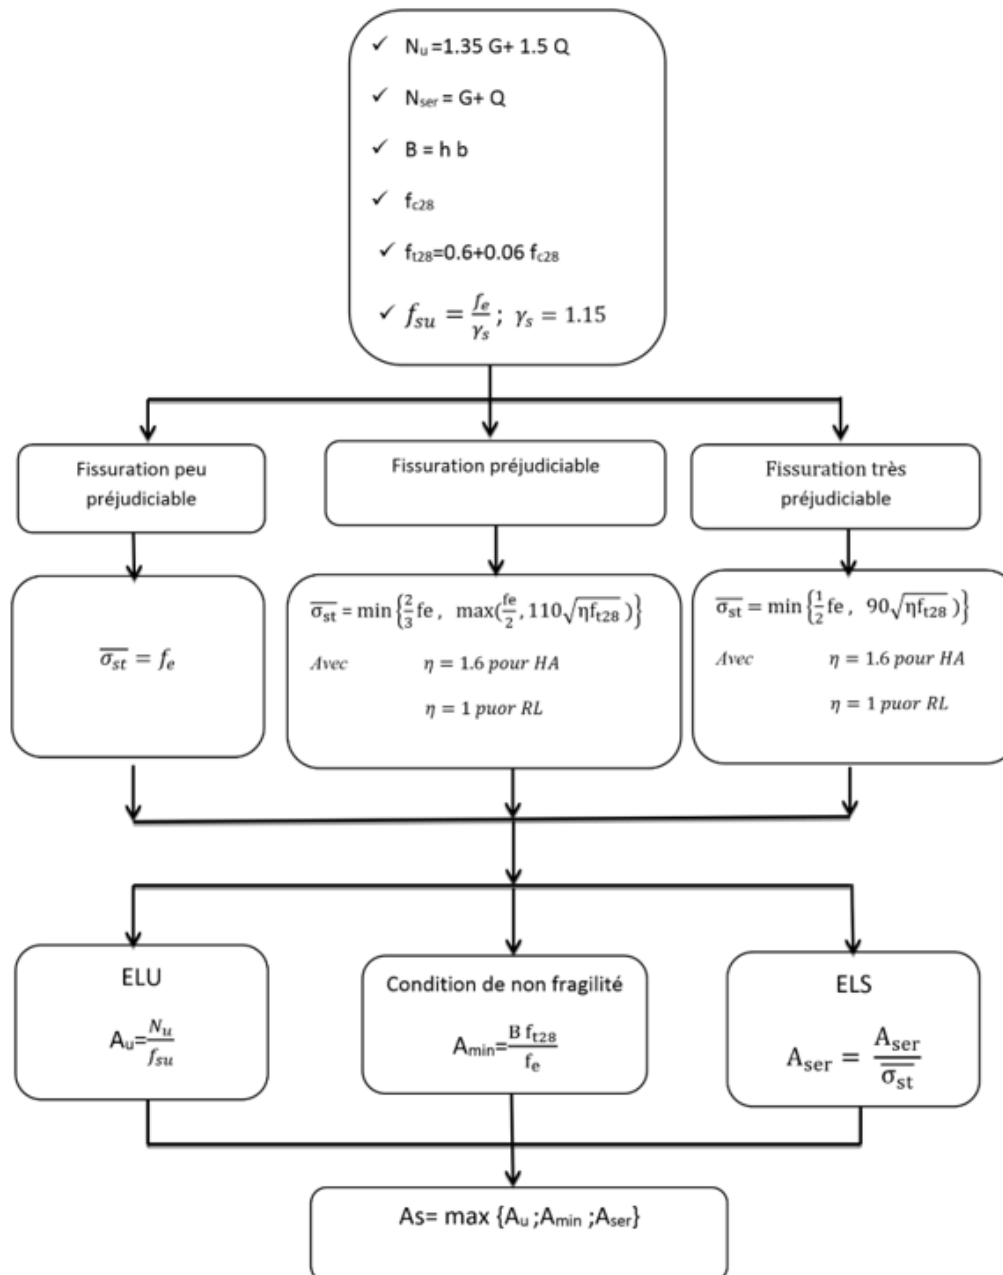 ✓ Nu =1.35 G+ 1.5 Q
✓ Nser = G+ Q
✓ B = h b
✓ fc28
✓ ft28=0.6+0.06 fc28
✓ fsu = fe/γs ; γs = 1.15
Fissuration peu
préjudiciable
Fissuration préjudiciable
Fissuration très
préjudiciable
σst = fe
σst = min {2/3 fe , max(fe/2, 110√ηft28 )}
Avec η = 1.6 pour HA
η = 1 puor RL
σst = min {1/2 fe , 90√ηft28 )}
Avec η = 1.6 pour HA
η = 1 puor RL
ELU
Au=Nu/fsu
Condition de non fragilité
Amin=B ft28/fe
ELS
Aser = Aser/σst
As= max {Au ;Amin ;Aser}